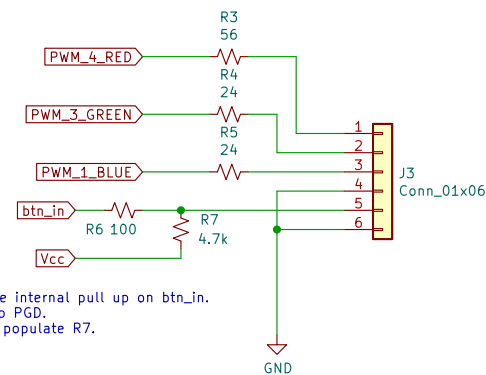 R3
56
PWM_4_RED
R4
24
PWM_3_GREEN
R5
24
PWM_1_BLUE
1
2
3
4
5
6
J3
Conn_01x06
btn_in
R6 100
R7
4.7k
Vcc
e internal pull up on btn_in.
o PGD.
populate R7.
GND